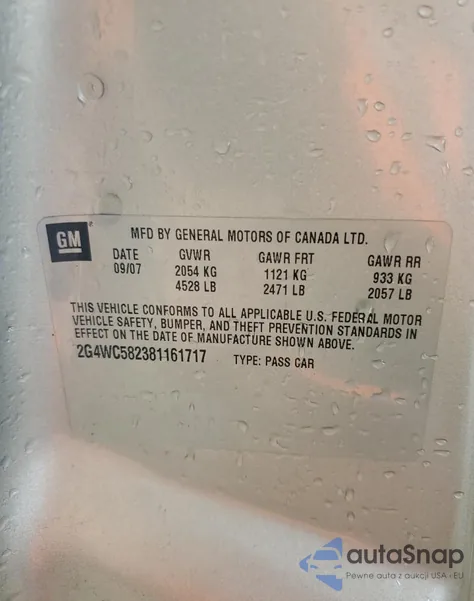 GM
MFD BY GENERAL MOTORS OF CANADA LTD.
DATE GVWR GAWR FRT GAWR RR
09/07 2054 KG 1121 KG 933 KG
4528 LB 2471 LB 2057 LB
THIS VEHICLE CONFORMS TO ALL APPLICABLE U.S. FEDERAL MOTOR
VEHICLE SAFETY, BUMPER, AND THEFT PREVENTION STANDARDS IN
EFFECT ON THE DATE OF MANUFACTURE SHOWN ABOVE.
2G4WC582381161717 TYPE: PASS CAR
autoSnap
Pewne auta z aukcji USA i EU